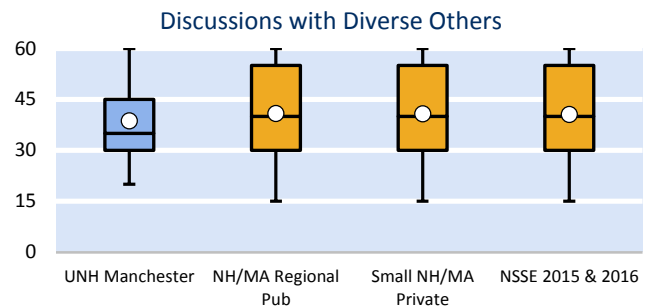 Discussions with Diverse Others
60
45
30
15
0
UNH Manchester
NH/MA Regional
Pub
Small NH/MA
Private
NSSE 2015 & 2016